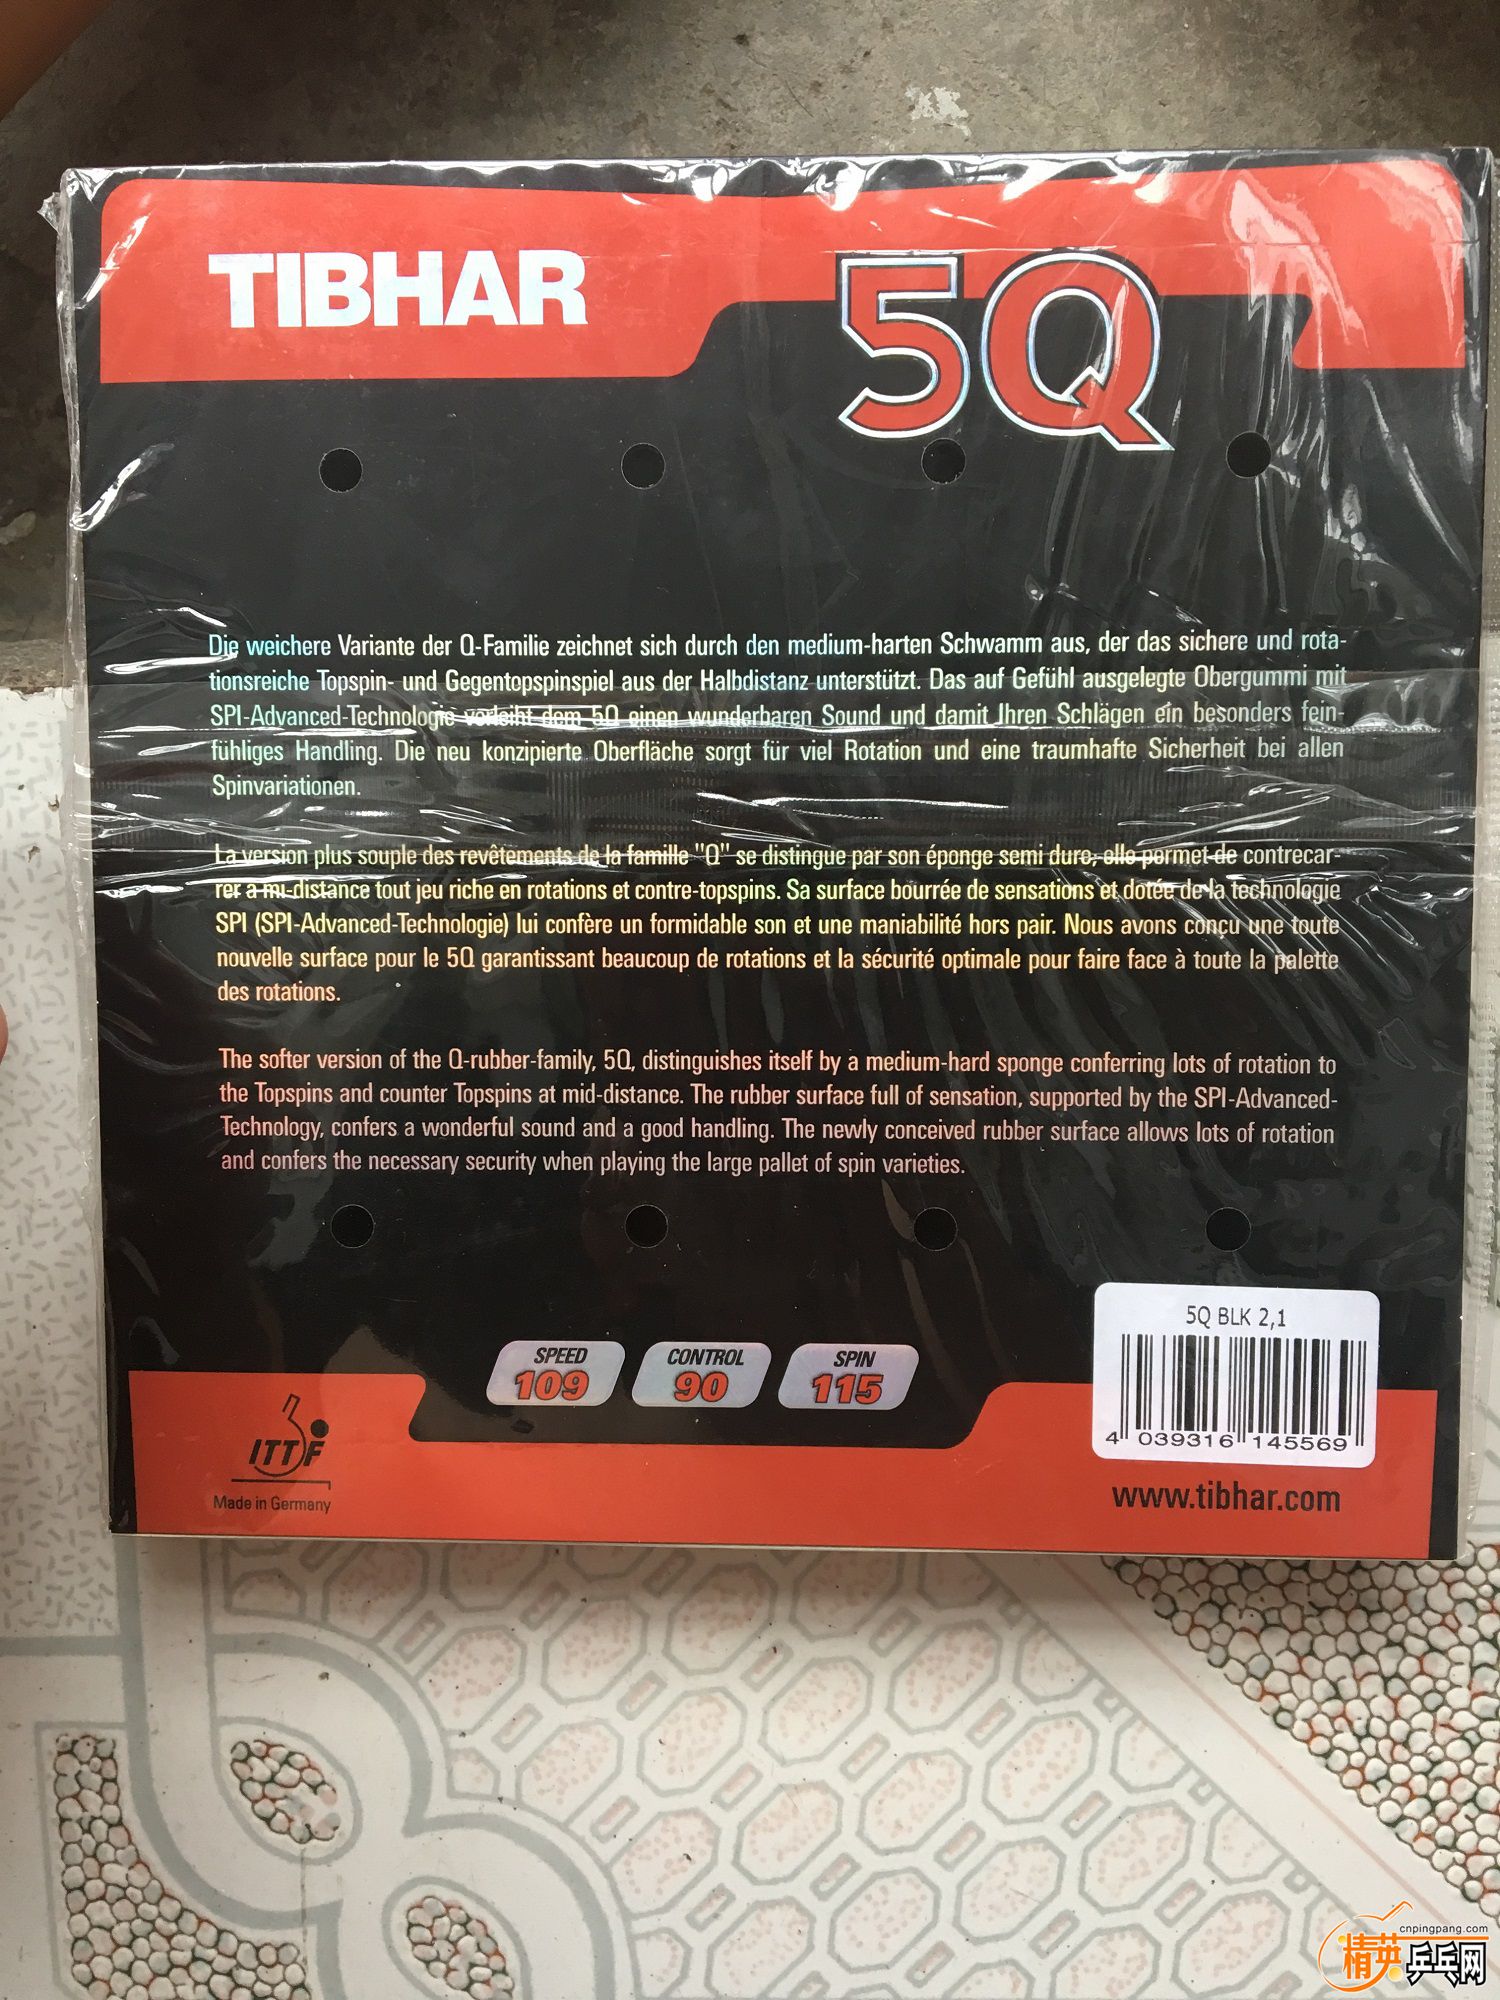 TIBHAR
5Q
Die weichere Variante der Q-Familie zeichnet sich durch den medium-harten Schwamm aus, der das sichere und rota-
tionsreiche Topspin- und Gegentopspinspiel aus der Halbdistanz unterstützt. Das auf Gefühl ausgelegte Obergummi mit
SPI-Advanced-Technologie verleiht dem 5Q einen wunderbaren Sound und damit Ihren Schlägen ein besonders fein-
fühliges Handling. Die neu konzipierte Oberfläche sorgt für viel Rotation und eine traumhafte Sicherheit bei allen
Spinvariationen.
La version plus souple des revêtements de la famille "Q" se distingue par son éponge semi dure, elle permet de contrecar-
rer à mi-distance tout jeu riche en rotations et contre-topspins. Sa surface bourrée de sensations et dotée de la technologie
SPI (SPI-Advanced-Technologie) lui confère un formidable son et une maniabilité hors pair. Nous avons conçu une toute
nouvelle surface pour le 5Q garantissant beaucoup de rotations et la sécurité optimale pour faire face à toute la palette
des rotations.
The softer version of the Q-rubber-family, 5Q, distinguishes itself by a medium-hard sponge conferring lots of rotation to
the Topspins and counter Topspins at mid-distance. The rubber surface full of sensation, supported by the SPI-Advanced-
Technology, confers a wonderful sound and a good handling. The newly conceived rubber surface allows lots of rotation
and confers the necessary security when playing the large pallet of spin varieties.
5Q BLK 2,1
4 039316 145569
SPEED
109
CONTROL
90
SPIN
115
ITTF
Made in Germany
www.tibhar.com
cnpingpang.com
精英乒乓网